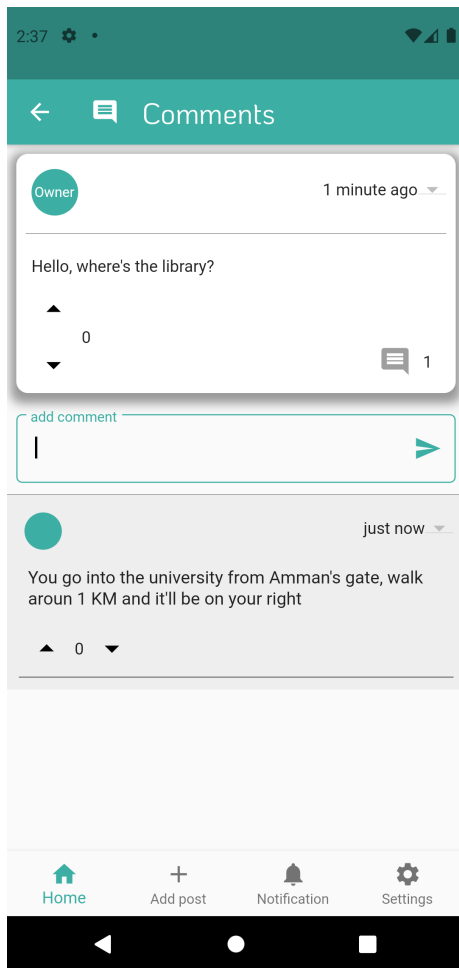 2:37
Comments
Owner
1 minute ago
Hello, where's the library?
0
1
add comment
just now
You go into the university from Amman's gate, walk
aroun 1 KM and it'll be on your right
0
Home
Add post
Notification
Settings